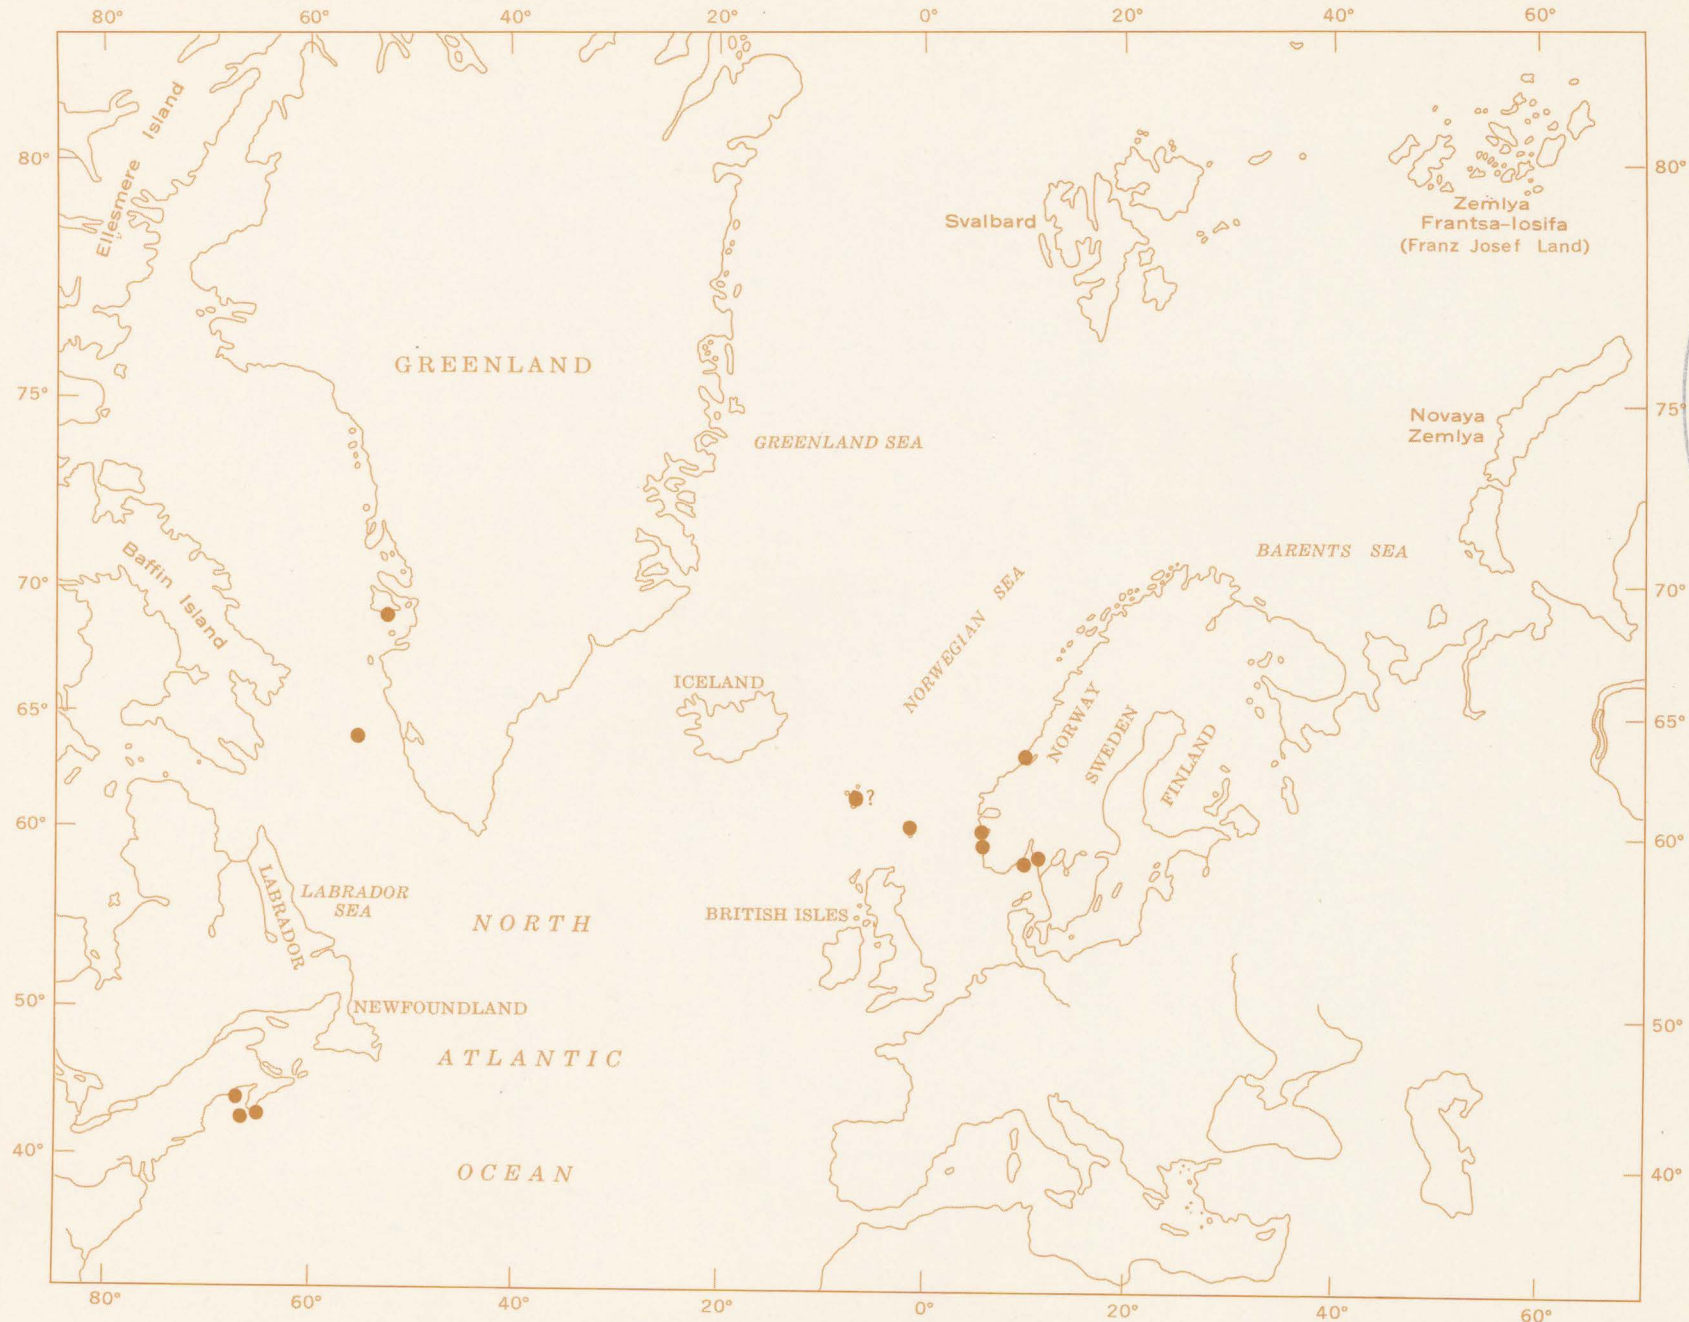 80° 60° 40° 20° 0° 20° 40° 60°
Ellesmere Island
80°
80°
Svalbard
Zemlya
Frantsa-Iosifa
(Franz Josef Land)
GREENLAND
75°
75°
Novaya
Zemlya
GREENLAND SEA
Baffin Island
BARENTS SEA
70°
70°
NORWEGIAN SEA
ICELAND
65°
65°
NORWAY
SWEDEN
FINLAND
?
60°
60°
LABRADOR
LABRADOR
SEA
NORTH
BRITISH ISLES
50°
50°
NEWFOUNDLAND
ATLANTIC
40°
40°
OCEAN
80° 60° 40° 20° 0° 20° 40° 60°